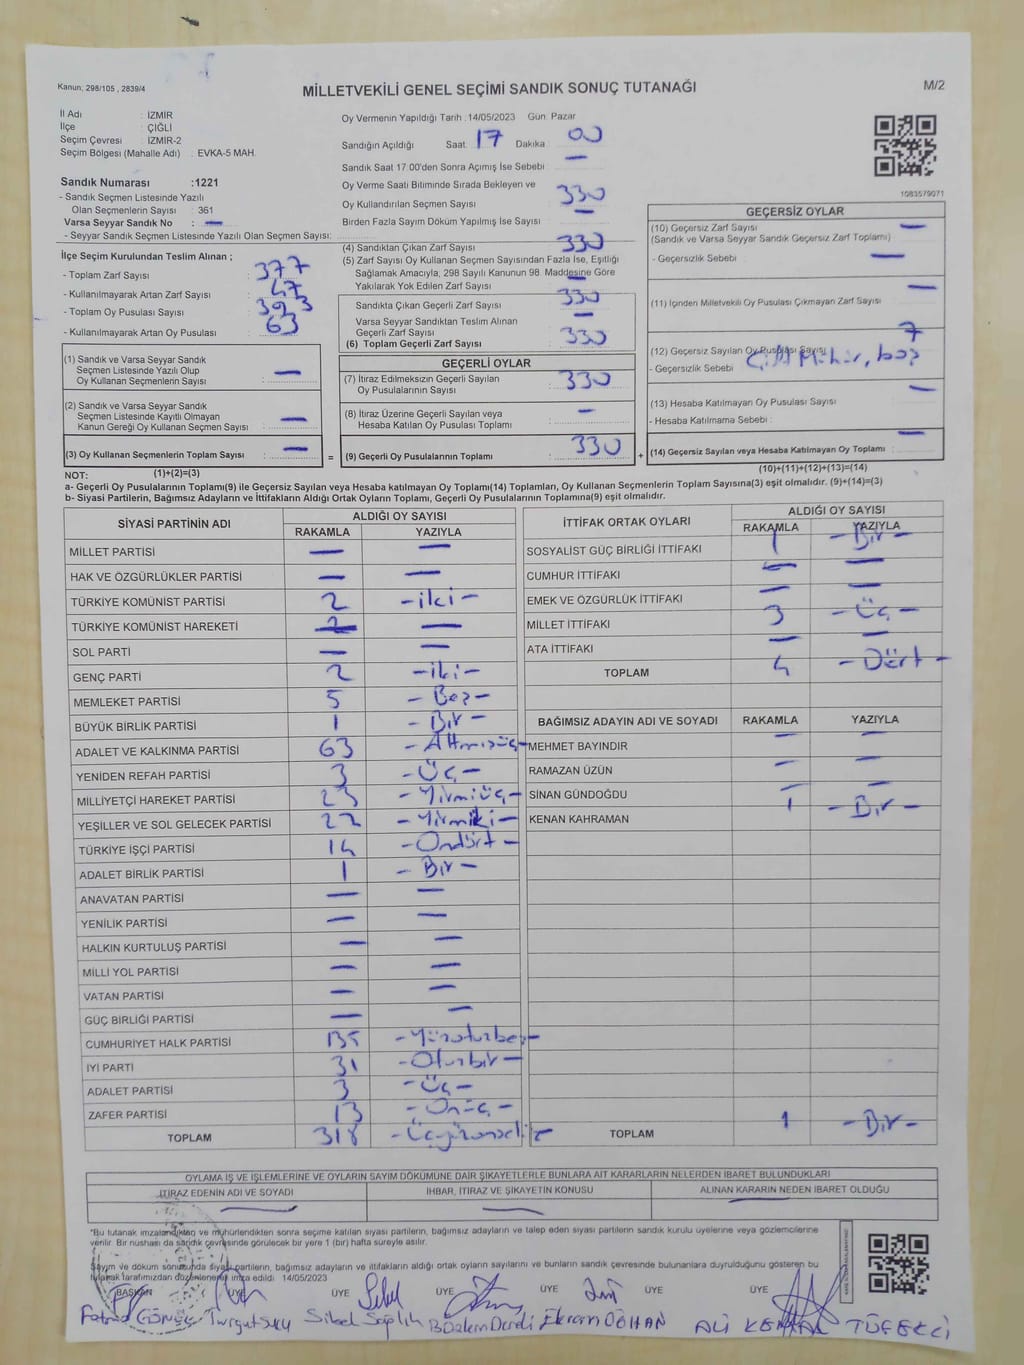 Kanun, 298/105 , 2839/4
MİLLETVEKİLİ GENEL SEÇİMİ SANDIK SONUÇ TUTANAĞI
M/2
İl Adı : İZMİR
İlçe : ÇİĞLİ
Seçim Çevresi : İZMİR-2
Seçim Bölgesi (Mahalle Adı) : EVKA-5 MAH.
Oy Vermenin Yapıldığı Tarih :14/05/2023 Gün: Pazar
Sandığın Açıldığı Saat: 17 Dakika: 00
Sandık Saat 17.00'den Sonra Açımış İse Sebebi —
Oy Verme Saati Bitiminde Sırada Bekleyen ve
Oy Kullandırılan Seçmen Sayısı 330
Birden Fazla Sayım Döküm Yapılmış İse Sayısı —
1083579071
Sandık Numarası :1221
- Sandık Seçmen Listesinde Yazılı
Olan Seçmenlerin Sayısı : 361
Varsa Seyyar Sandık No : —
- Seyyar Sandık Seçmen Listesinde Yazılı Olan Seçmen Sayısı:
İlçe Seçim Kurulundan Teslim Alınan ;
- Toplam Zarf Sayısı : 377
- Kullanılmayarak Artan Zarf Sayısı : 47
- Toplam Oy Pusulası Sayısı : 393
- Kullanılmayarak Artan Oy Pusulası : 63
(1) Sandık ve Varsa Seyyar Sandık
Seçmen Listesinde Yazılı Olup
Oy Kullanan Seçmenlerin Sayısı : —
(2) Sandık ve Varsa Seyyar Sandık
Seçmen Listesinde Kayıtlı Olmayan
Kanun Gereği Oy Kullanan Seçmen Sayısı : —
(3) Oy Kullanan Seçmenlerin Toplam Sayısı : —
(4) Sandıktan Çıkan Zarf Sayısı 330
(5) Zarf Sayısı Oy Kullanan Seçmen Sayısından Fazla İse, Eşitliği
Sağlamak Amacıyla, 298 Sayılı Kanunun 98. Maddesine Göre
Yakılarak Yok Edilen Zarf Sayısı —
Sandıkta Çıkan Geçerli Zarf Sayısı 330
Varsa Seyyar Sandıktan Teslim Alınan
Geçerli Zarf Sayısı —
(6) Toplam Geçerli Zarf Sayısı 330
GEÇERLİ OYLAR
(7) İtiraz Edilmeksizin Geçerli Sayılan
Oy Pusulalarının Sayısı : 330
(8) İtiraz Üzerine Geçerli Sayılan veya
Hesaba Katılan Oy Pusulası Toplamı : —
= (9) Geçerli Oy Pusulalarının Toplamı : 330 +
GEÇERSİZ OYLAR
(10) Geçersiz Zarf Sayısı —
(Sandık ve Varsa Seyyar Sandık Geçersiz Zarf Toplamı)
- Geçersizlik Sebebi : —
(11) İçinden Milletvekili Oy Pusulası Çıkmayan Zarf Sayısı —
(12) Geçersiz Sayılan Oy Pusulası Sayısı 7
- Geçersizlik Sebebi Çift Mühür, boş
(13) Hesaba Katılmayan Oy Pusulası Sayısı —
- Hesaba Katılmama Sebebi :
(14) Geçersiz Sayılan veya Hesaba Katılmayan Oy Toplamı : —
NOT: (1)+(2)=(3)
(10)+(11)+(12)+(13)=(14)
a- Geçerli Oy Pusulalarının Toplamı(9) ile Geçersiz Sayılan veya Hesaba katılmayan Oy Toplamı(14) Toplamları, Oy Kullanan Seçmenlerin Toplam Sayısına(3) eşit olmalıdır. (9)+(14)=(3)
b- Siyasi Partilerin, Bağımsız Adayların ve İttifakların Aldığı Ortak Oyların Toplamı, Geçerli Oy Pusulalarının Toplamına(9) eşit olmalıdır.
SİYASİ PARTİNİN ADI ALDIĞI OY SAYISI
RAKAMLA YAZIYLA
MİLLET PARTİSİ — —
HAK VE ÖZGÜRLÜKLER PARTİSİ — —
TÜRKİYE KOMÜNİST PARTİSİ 2 -iki-
TÜRKİYE KOMÜNİST HAREKETİ —
SOL PARTİ — —
GENÇ PARTİ 2 -iki-
MEMLEKET PARTİSİ 5 -Beş-
BÜYÜK BİRLİK PARTİSİ 1 -Bir-
ADALET VE KALKINMA PARTİSİ 63 -Altmışüç-
YENİDEN REFAH PARTİSİ 3 -Üç-
MİLLİYETÇİ HAREKET PARTİSİ 23 -Yirmiüç-
YEŞİLLER VE SOL GELECEK PARTİSİ 22 -Yirmiki-
TÜRKİYE İŞÇİ PARTİSİ 14 -Ondört-
ADALET BİRLİK PARTİSİ 1 -Bir-
ANAVATAN PARTİSİ — —
YENİLİK PARTİSİ — —
HALKIN KURTULUŞ PARTİSİ — —
MİLLİ YOL PARTİSİ — —
VATAN PARTİSİ — —
GÜÇ BİRLİĞİ PARTİSİ — —
CUMHURİYET HALK PARTİSİ 135 -Yüzotuzbeş-
İYİ PARTİ 31 -Otuzbir-
ADALET PARTİSİ 3 -Üç-
ZAFER PARTİSİ 13 -Onüç-
TOPLAM 318
İTTİFAK ORTAK OYLARI ALDIĞI OY SAYISI
RAKAMLA YAZIYLA
SOSYALİST GÜÇ BİRLİĞİ İTTİFAKI 1 -Bir-
CUMHUR İTTİFAKI — —
EMEK VE ÖZGÜRLÜK İTTİFAKI — —
MİLLET İTTİFAKI 3 -Üç-
ATA İTTİFAKI — —
TOPLAM 4 -Dört-
BAĞIMSIZ ADAYIN ADI VE SOYADI RAKAMLA YAZIYLA
MEHMET BAYINDIR — —
RAMAZAN ÜZÜN — —
SİNAN GÜNDOĞDU — —
KENAN KAHRAMAN 1 -Bir-
TOPLAM 1 -Bir-
OYLAMA İŞ VE İŞLEMLERİNE VE OYLARIN SAYIM DÖKÜMÜNE DAİR ŞİKAYETLERLE BUNLARA AİT KARARLARIN NELERDEN İBARET BULUNDUKLARI
İTİRAZ EDENİN ADI VE SOYADI İHBAR, İTİRAZ VE ŞİKAYETİN KONUSU ALINAN KARARIN NEDEN İBARET OLDUĞU
"Bu tutanak imzalandıktan ve mühürlendikten sonra seçime katılan siyasi partilerin, bağımsız adayların ve talep eden siyasi partilerin sandık kurulu üyelerine veya gözlemcilerine
verilir. Bir nüshası da sandık çevresinde görülecek bir yere 1 (bir) hafta süreyle asılır.
Sayım ve döküm sonucunda siyasi partilerin, bağımsız adayların ve ittifakların aldığı ortak oyların sayılarını ve bunların sandık çevresinde bulunanlara duyrulduğunu gösteren bu
tutanak tarafımızdan düzenlenerek imza edildi. 14/05/2023
BAŞKAN ÜYE ÜYE ÜYE ÜYE ÜYE ÜYE
Sibel Sağlık Ekrem DOĞAN ALİ KEMAL TÜFEKCİ